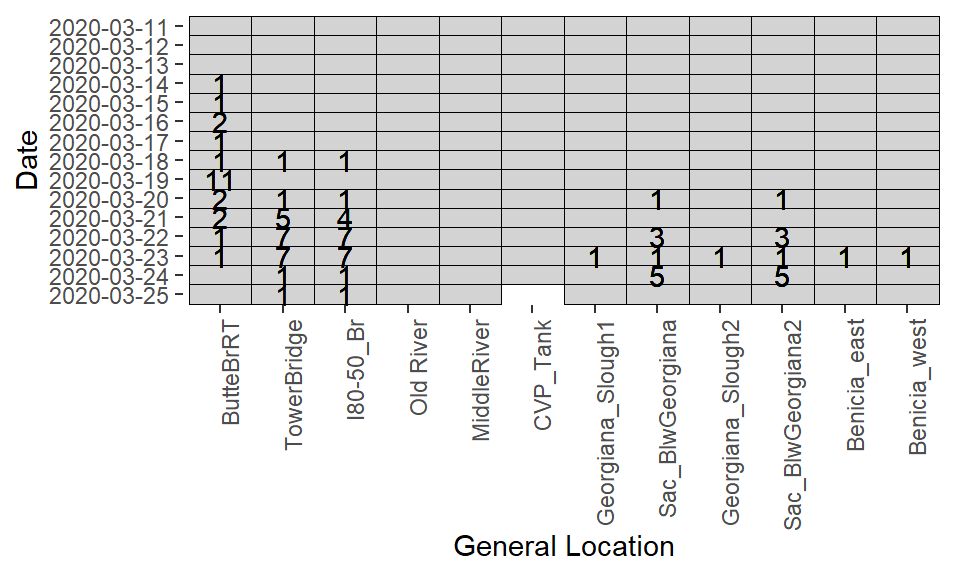 2020-03-11
2020-03-12
2020-03-13
2020-03-14 1
2020-03-15 1
2020-03-16 2
2020-03-17 1
2020-03-18 1 1 1
2020-03-19 11
2020-03-20 2 1 1 1 1
2020-03-21 2 5 4
2020-03-22 1 7 7 3 3
2020-03-23 1 7 7 1 1 1 1 1 1
2020-03-24 1 1 5 5
2020-03-25 1 1
Date
ButteBrRT
TowerBridge
I80-50_Br
Old River
MiddleRiver
CVP_Tank
Georgiana_Slough1
Sac_BlwGeorgiana
Georgiana_Slough2
Sac_BlwGeorgiana2
Benicia_east
Benicia_west
General Location